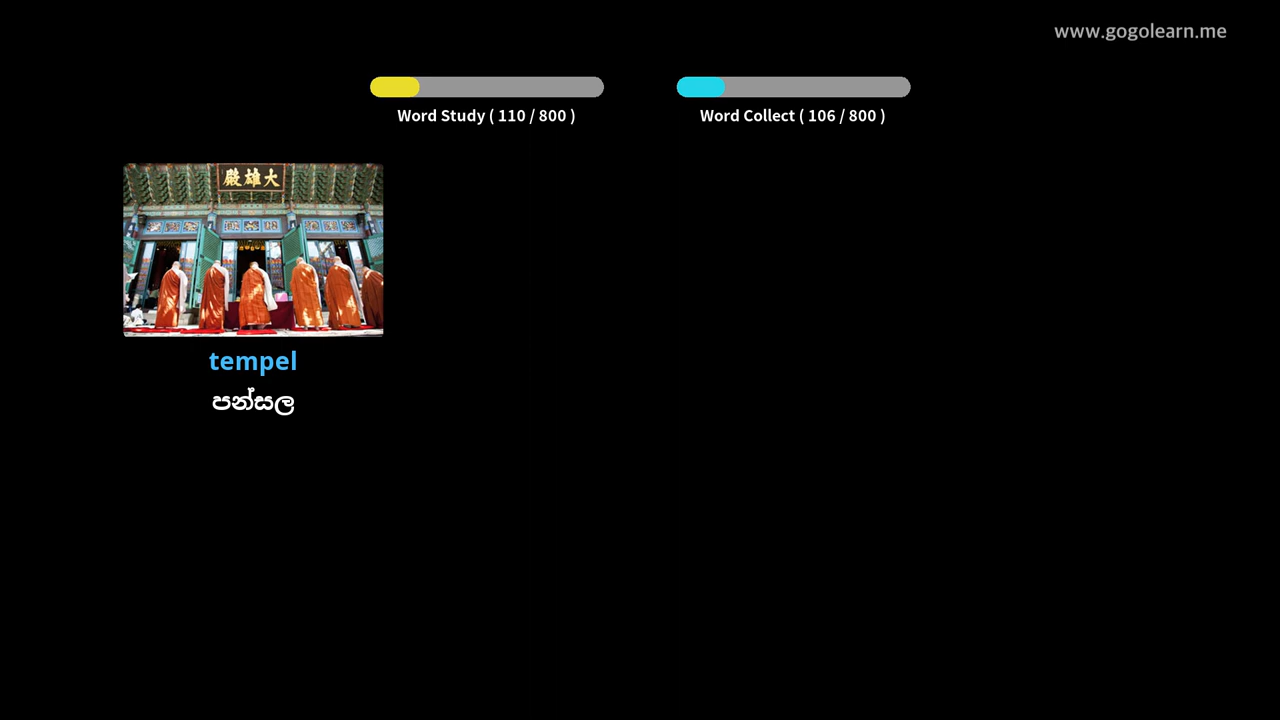 www.gogolearn.me
Word Study ( 110 / 800 )
Word Collect ( 106 / 800 )
殿雄大
tempel
පන්සල